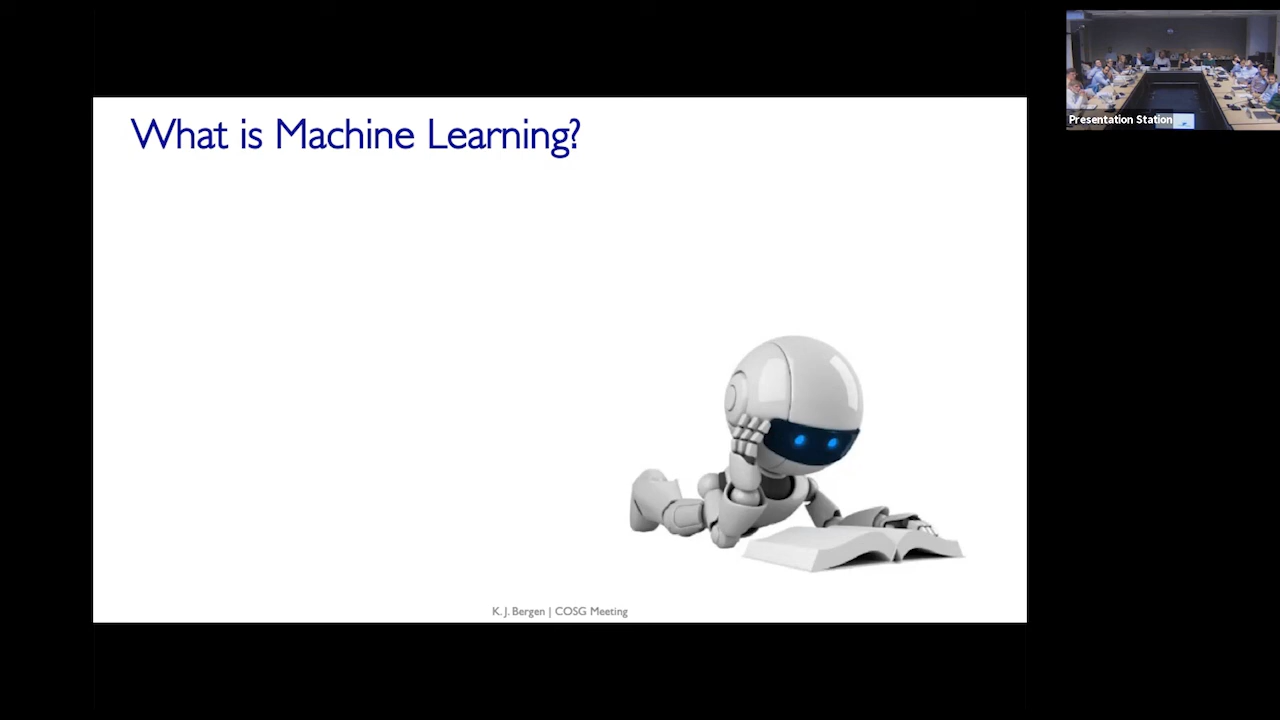 What is Machine Learning?
K. J. Bergen | COSG Meeting
Presentation Station